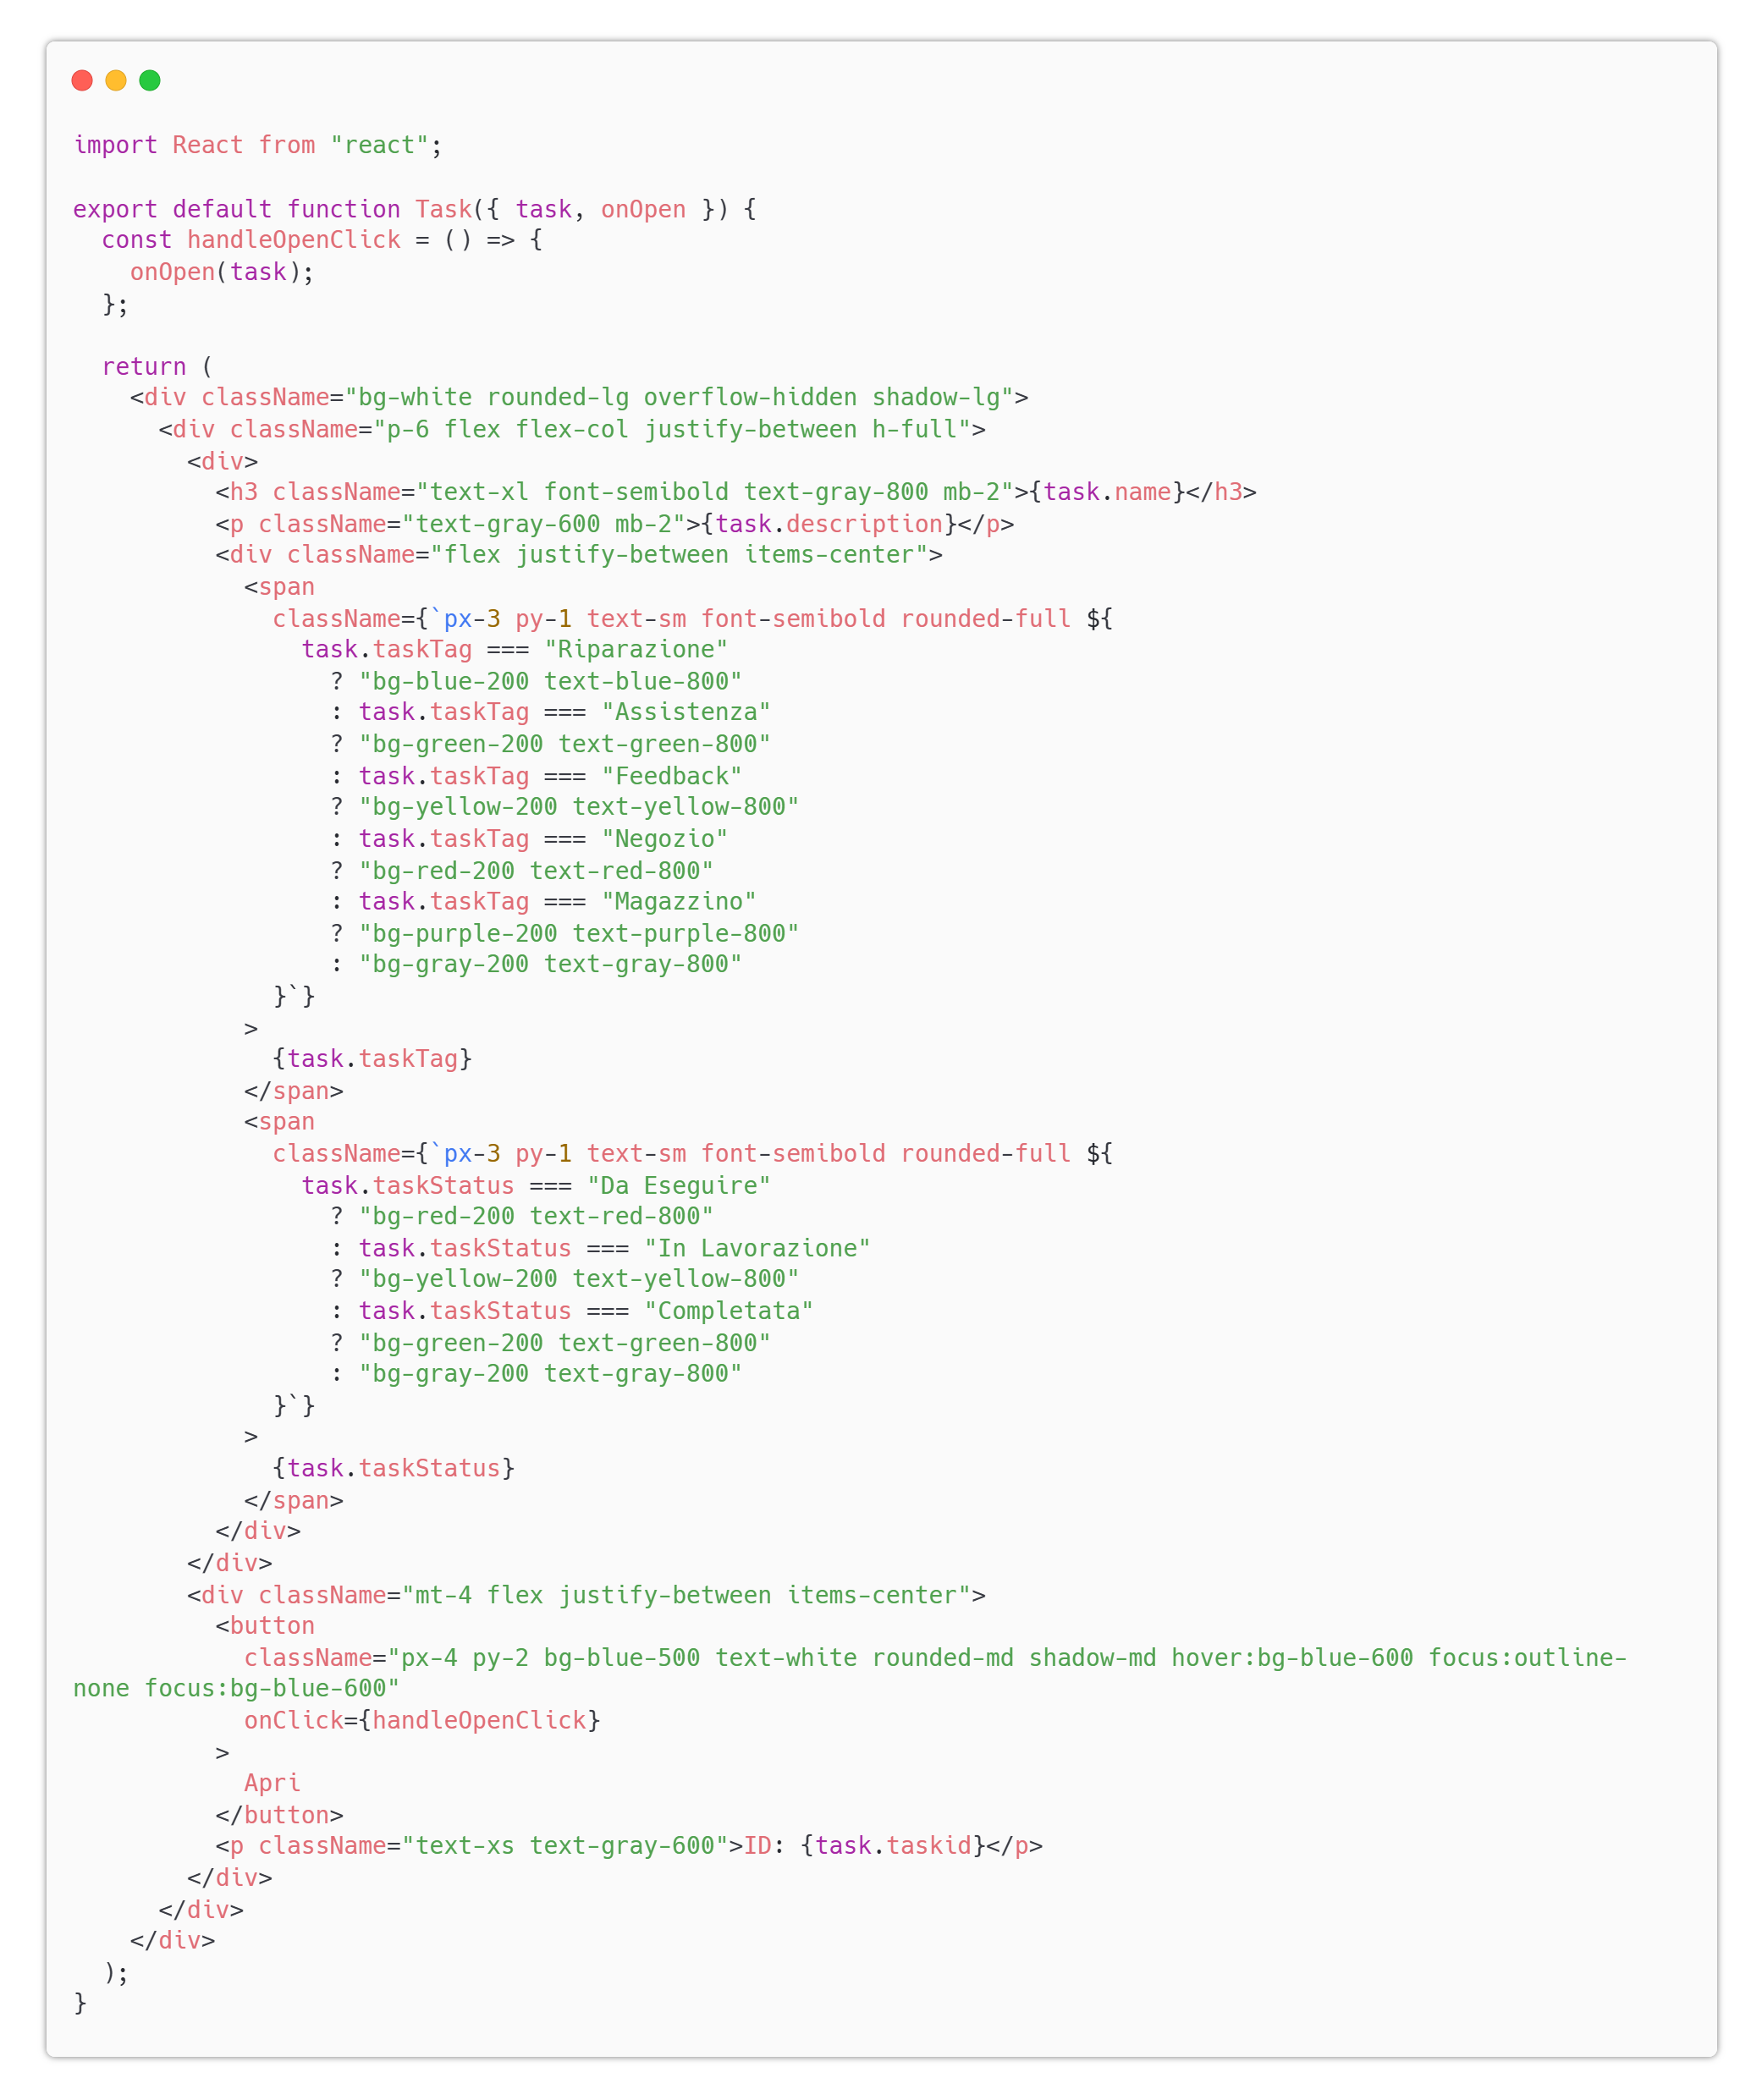 import React from "react";

export default function Task({ task, onOpen }) {
  const handleOpenClick = () => {
    onOpen(task);
  };

  return (
    <div className="bg-white rounded-lg overflow-hidden shadow-lg">
      <div className="p-6 flex flex-col justify-between h-full">
        <div>
          <h3 className="text-xl font-semibold text-gray-800 mb-2">{task.name}</h3>
          <p className="text-gray-600 mb-2">{task.description}</p>
          <div className="flex justify-between items-center">
            <span
              className={`px-3 py-1 text-sm font-semibold rounded-full ${
                task.taskTag === "Riparazione"
                  ? "bg-blue-200 text-blue-800"
                  : task.taskTag === "Assistenza"
                  ? "bg-green-200 text-green-800"
                  : task.taskTag === "Feedback"
                  ? "bg-yellow-200 text-yellow-800"
                  : task.taskTag === "Negozio"
                  ? "bg-red-200 text-red-800"
                  : task.taskTag === "Magazzino"
                  ? "bg-purple-200 text-purple-800"
                  : "bg-gray-200 text-gray-800"
              }`}
            >
              {task.taskTag}
            </span>
            <span
              className={`px-3 py-1 text-sm font-semibold rounded-full ${
                task.taskStatus === "Da Eseguire"
                  ? "bg-red-200 text-red-800"
                  : task.taskStatus === "In Lavorazione"
                  ? "bg-yellow-200 text-yellow-800"
                  : task.taskStatus === "Completata"
                  ? "bg-green-200 text-green-800"
                  : "bg-gray-200 text-gray-800"
              }`}
            >
              {task.taskStatus}
            </span>
          </div>
        </div>
        <div className="mt-4 flex justify-between items-center">
          <button
            className="px-4 py-2 bg-blue-500 text-white rounded-md shadow-md hover:bg-blue-600 focus:outline-
none focus:bg-blue-600"
            onClick={handleOpenClick}
          >
            Apri
          </button>
          <p className="text-xs text-gray-600">ID: {task.taskid}</p>
        </div>
      </div>
    </div>
  );
}